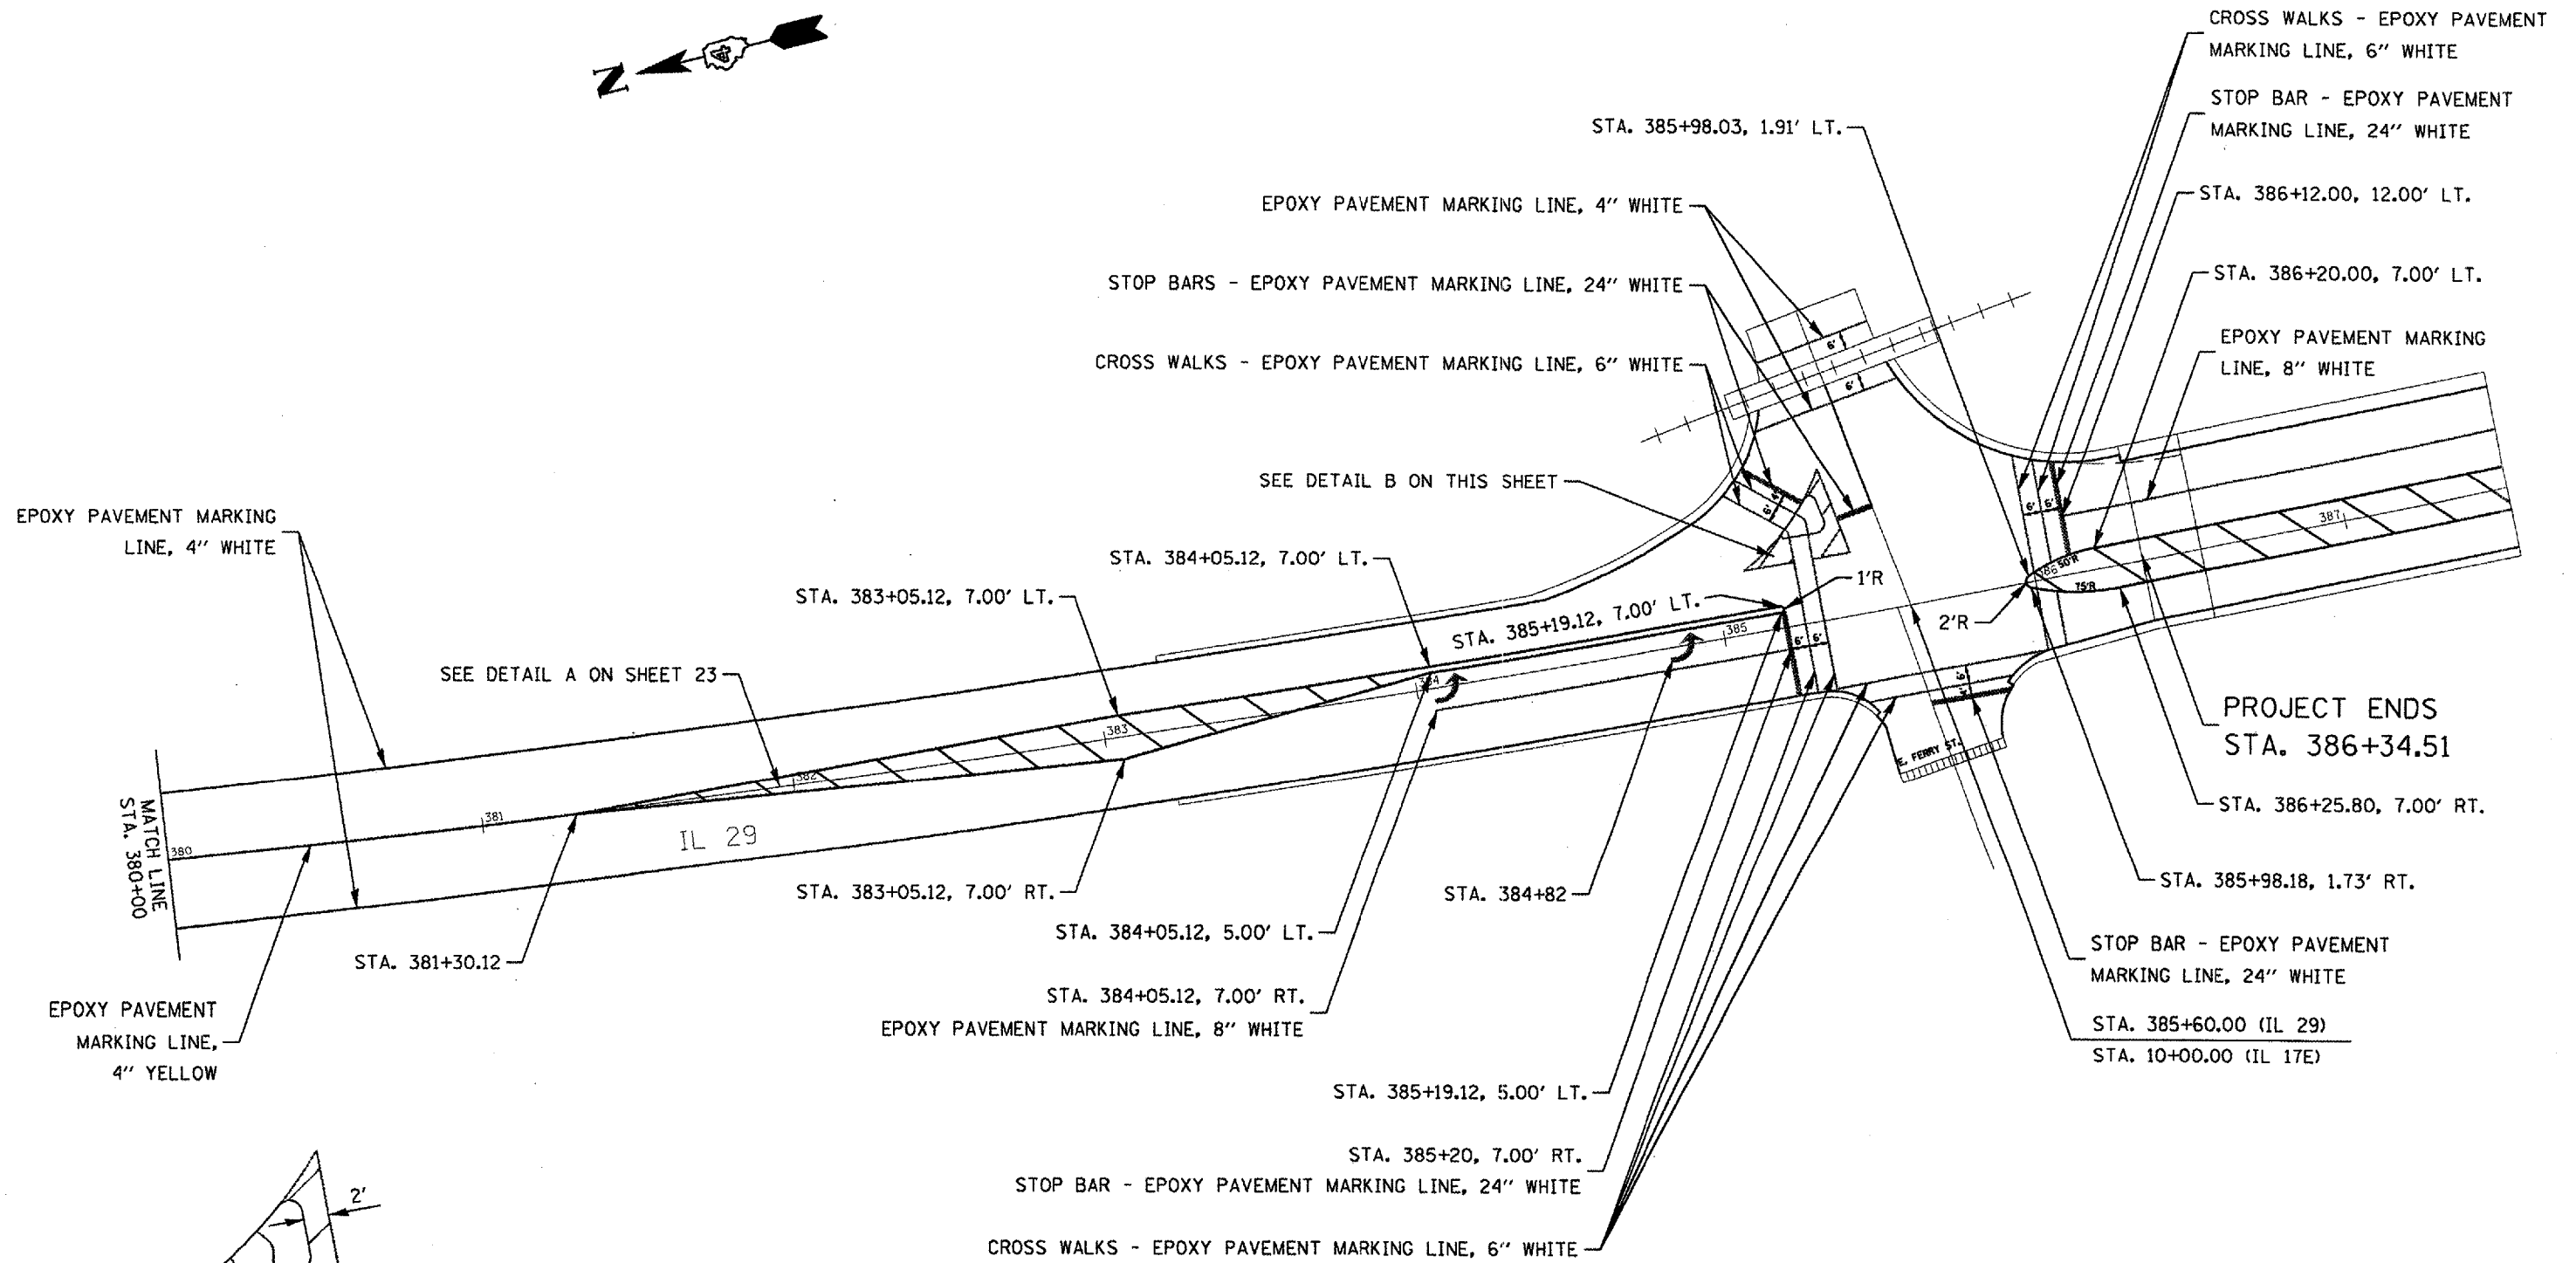 N
CROSS WALKS - EPOXY PAVEMENT
MARKING LINE, 6" WHITE
STOP BAR - EPOXY PAVEMENT
MARKING LINE, 24" WHITE
STA. 385+98.03, 1.91' LT.
STA. 386+12.00, 12.00' LT.
EPOXY PAVEMENT MARKING LINE, 4" WHITE
STA. 386+20.00, 7.00' LT.
STOP BARS - EPOXY PAVEMENT MARKING LINE, 24" WHITE
EPOXY PAVEMENT MARKING
LINE, 8" WHITE
CROSS WALKS - EPOXY PAVEMENT MARKING LINE, 6" WHITE
6'
6'
SEE DETAIL B ON THIS SHEET
4'
6'
6' 6'
387
EPOXY PAVEMENT MARKING
LINE, 4" WHITE
STA. 384+05.12, 7.00' LT.
386
50'R
75'R
1'R
2'R
STA. 383+05.12, 7.00' LT.
STA. 385+19.12, 7.00' LT.
385
6' 6'
SEE DETAIL A ON SHEET 23
384
383
382
381
380
6'
4'
E. FERRY ST.
PROJECT ENDS
STA. 386+34.51
MATCH LINE
STA. 380+00
IL 29
STA. 386+25.80, 7.00' RT.
STA. 383+05.12, 7.00' RT.
STA. 384+82
STA. 385+98.18, 1.73' RT.
STA. 384+05.12, 5.00' LT.
STA. 381+30.12
STOP BAR - EPOXY PAVEMENT
MARKING LINE, 24" WHITE
STA. 384+05.12, 7.00' RT.
EPOXY PAVEMENT MARKING LINE, 8" WHITE
EPOXY PAVEMENT
MARKING LINE,
4" YELLOW
STA. 385+60.00 (IL 29)
STA. 10+00.00 (IL 17E)
STA. 385+19.12, 5.00' LT.
STA. 385+20, 7.00' RT.
STOP BAR - EPOXY PAVEMENT MARKING LINE, 24" WHITE
2'
CROSS WALKS - EPOXY PAVEMENT MARKING LINE, 6" WHITE